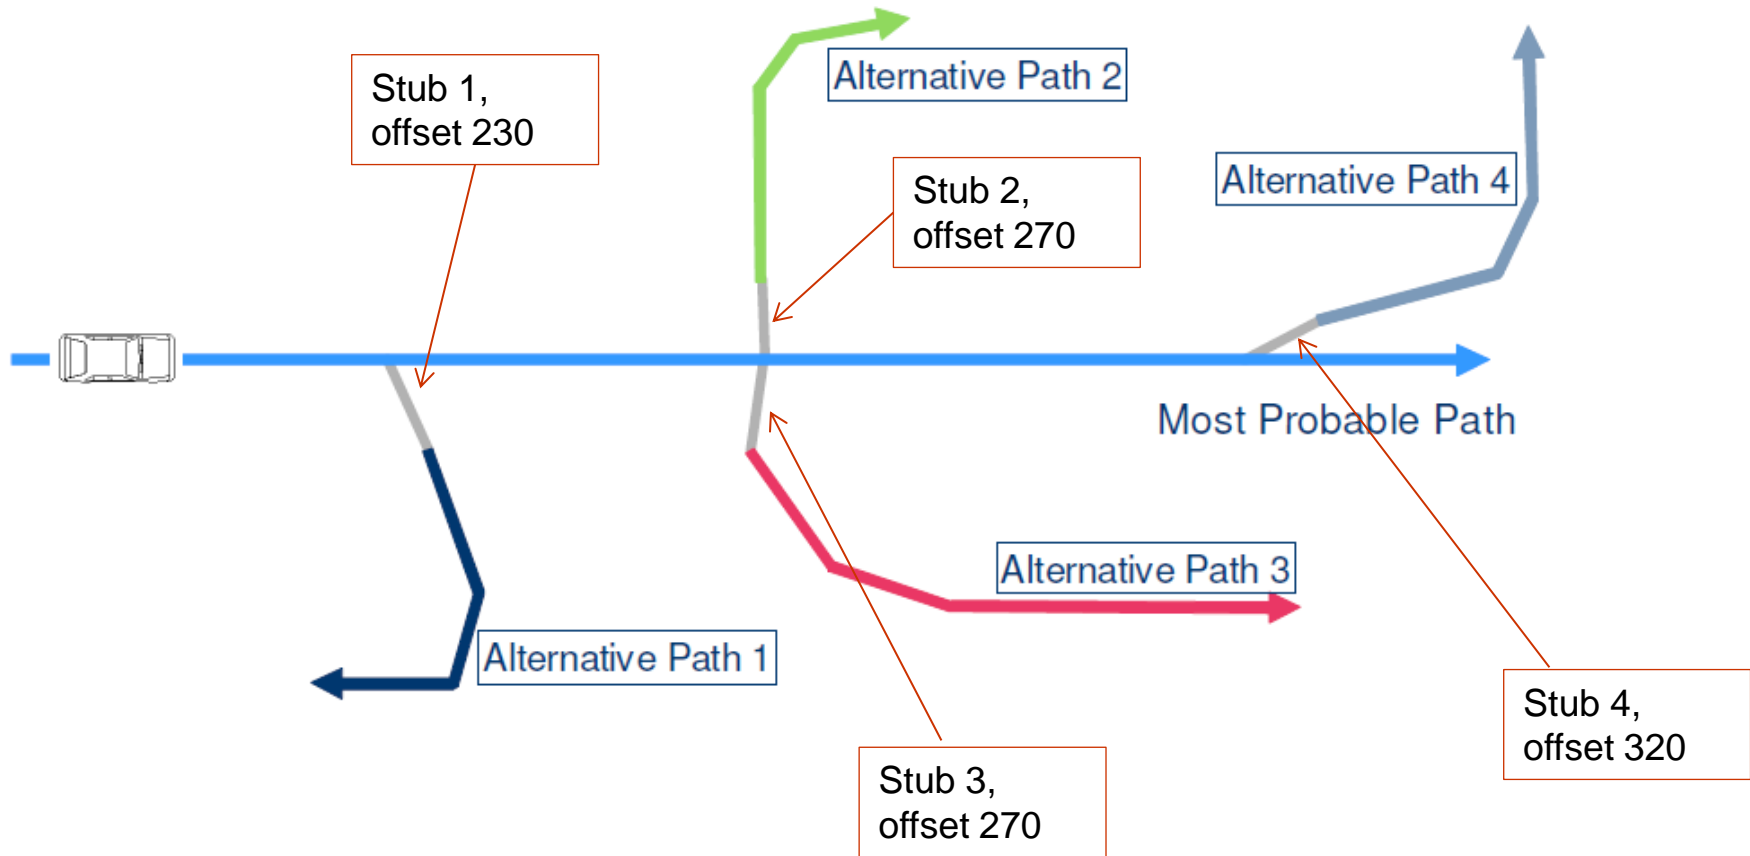 Stub 1,
offset 230
Alternative Path 2
Stub 2,
offset 270
Alternative Path 4
Most Probable Path
Alternative Path 3
Alternative Path 1
Stub 4,
offset 320
Stub 3,
offset 270